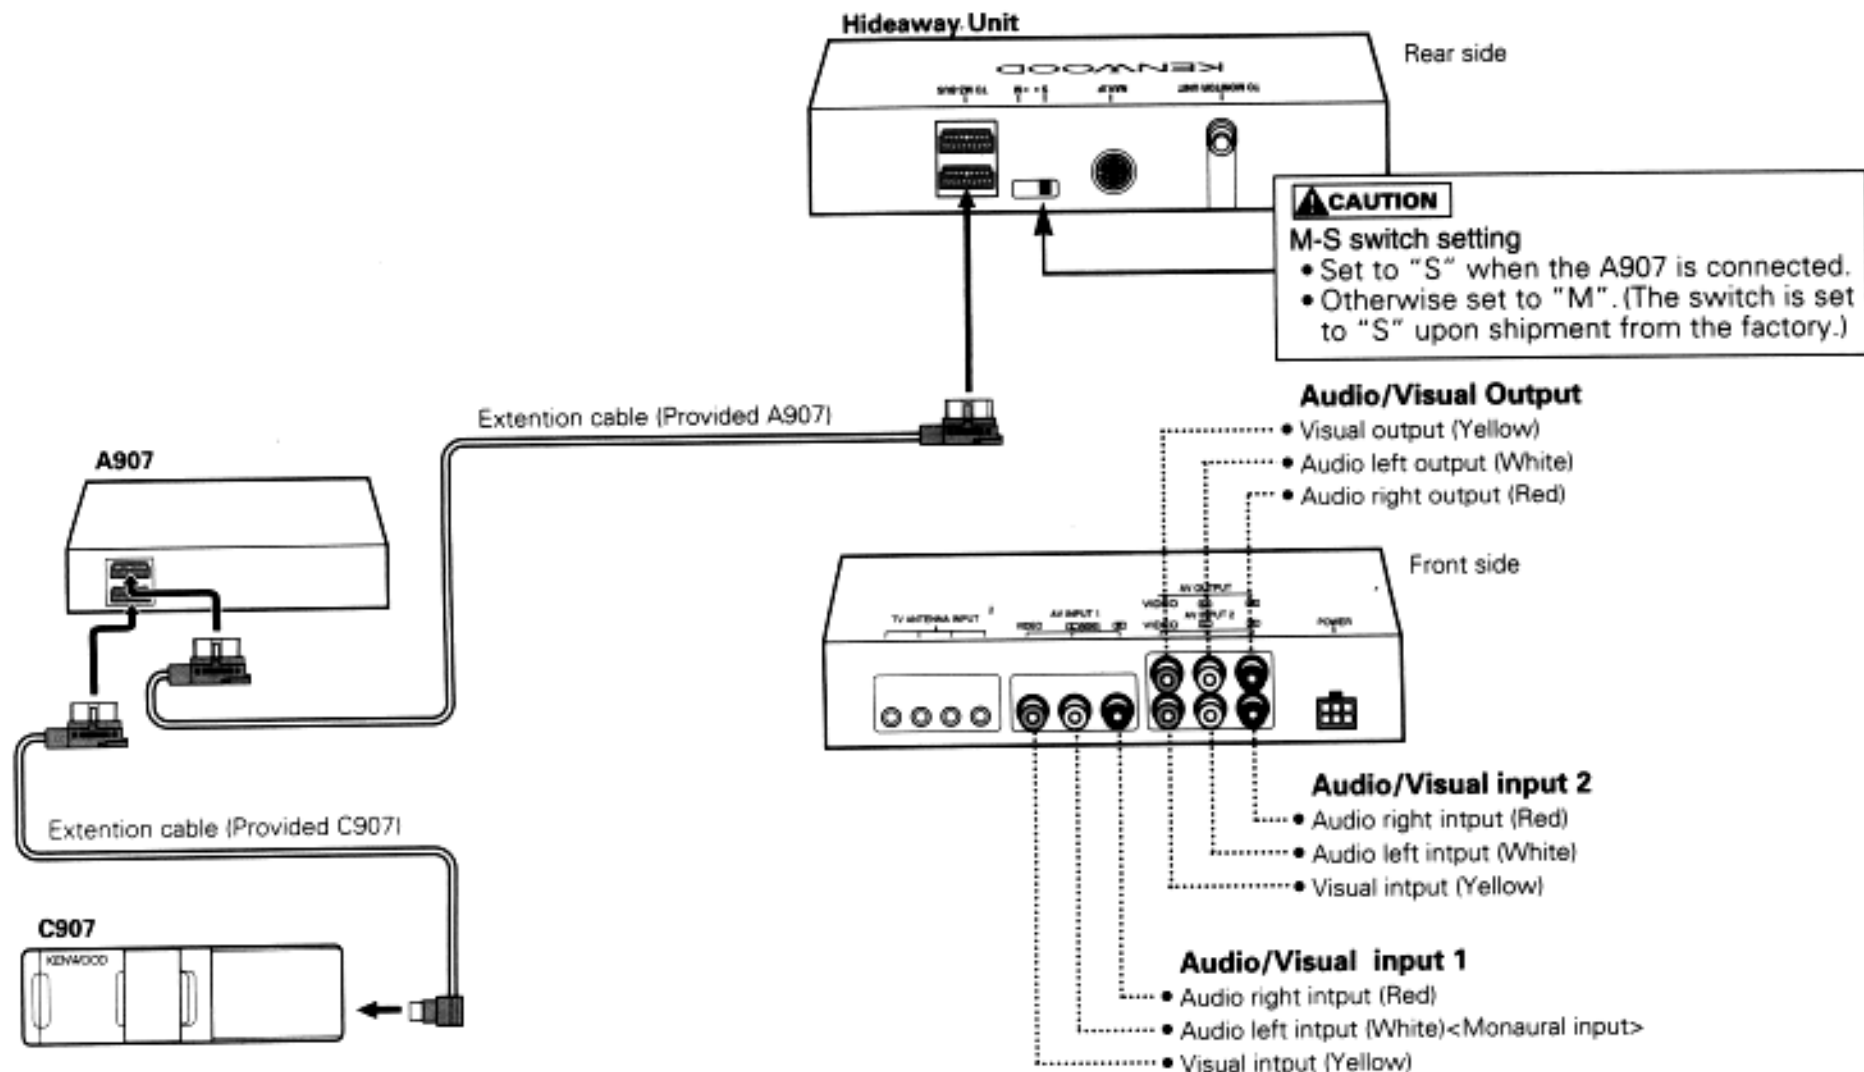 Hideaway Unit
Rear side
KENWOOD
TO MONITOR UNIT
CAUTION
M-S switch setting
• Set to "S" when the A907 is connected.
• Otherwise set to "M". (The switch is set
to "S" upon shipment from the factory.)
Extention cable (Provided A907)
A907
Audio/Visual Output
• Visual output (Yellow)
• Audio left output (White)
• Audio right output (Red)
Front side
AV OUTPUT
VIDEO
TV ANTENNA INPUT
AV INPUT 1
VIDEO
AV INPUT 2
VIDEO
POWER
Audio/Visual input 2
• Audio right intput (Red)
• Audio left intput (White)
• Visual intput (Yellow)
Extention cable (Provided C907)
C907
KENWOOD
Audio/Visual input 1
• Audio right intput (Red)
• Audio left intput (White)<Monaural input>
• Visual intput (Yellow)